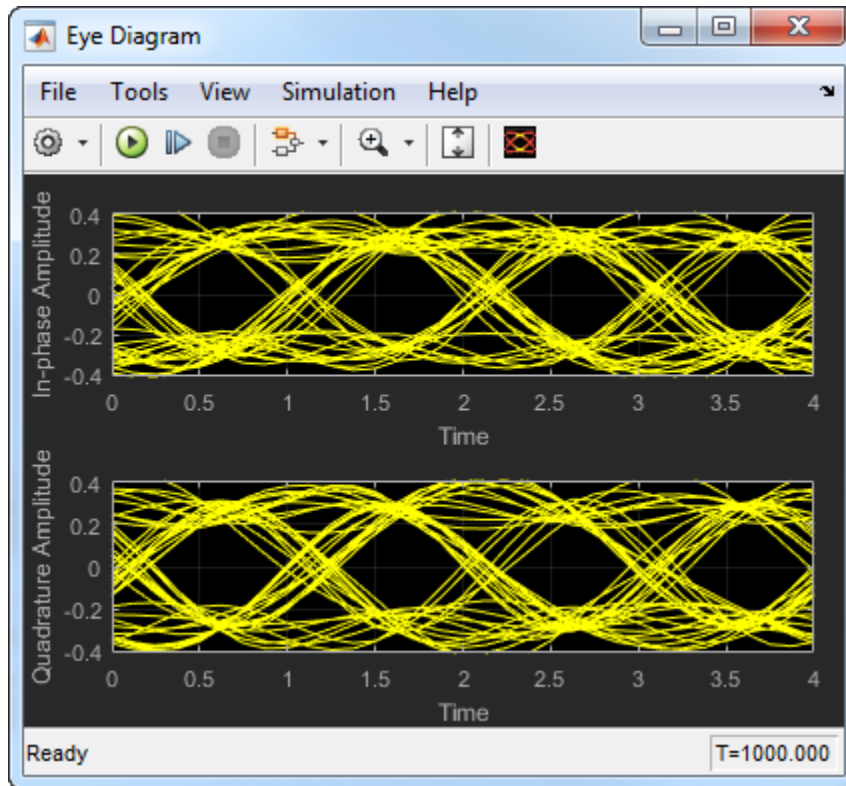 Eye Diagram
File Tools View Simulation Help
In-phase Amplitude
0.4
0.2
0
-0.2
-0.4
0 0.5 1 1.5 2 2.5 3 3.5 4
Time
Quadrature Amplitude
0.4
0.2
0
-0.2
-0.4
0 0.5 1 1.5 2 2.5 3 3.5 4
Time
Ready T=1000.000